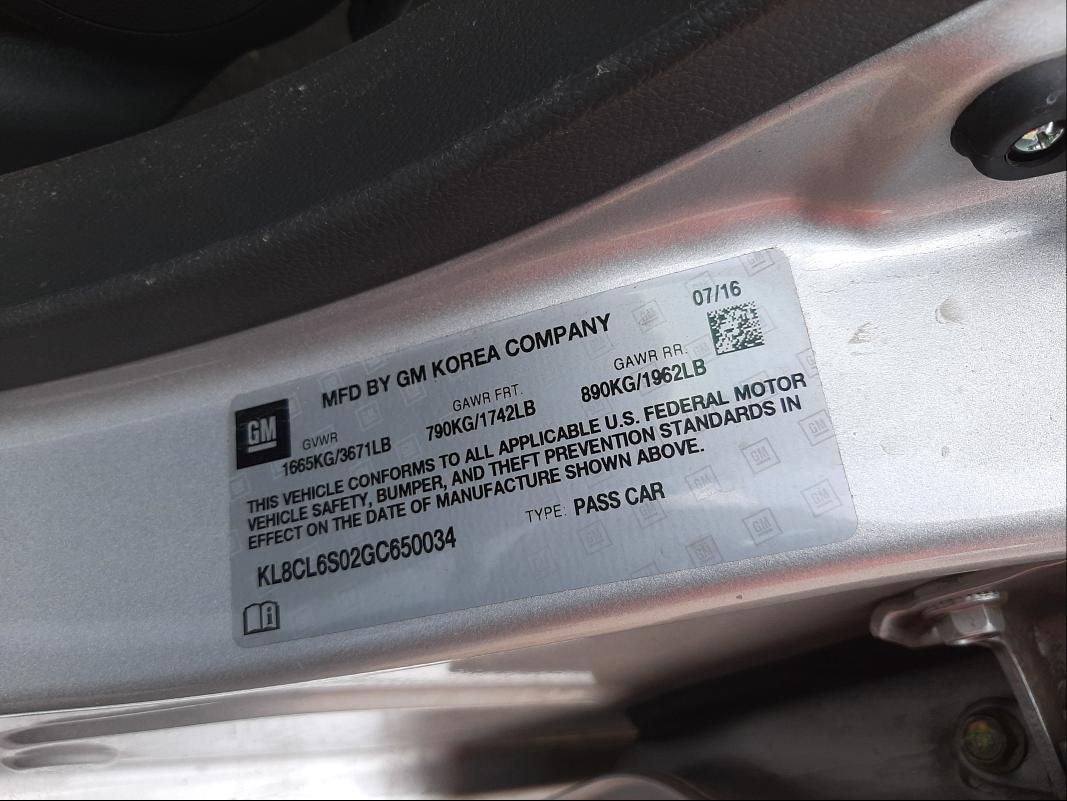 07/16
MFD BY GM KOREA COMPANY
GM
GVWR GAWR FRT. GAWR RR.
1665KG/3671LB 790KG/1742LB 890KG/1962LB
THIS VEHICLE CONFORMS TO ALL APPLICABLE U.S. FEDERAL MOTOR
VEHICLE SAFETY, BUMPER, AND THEFT PREVENTION STANDARDS IN
EFFECT ON THE DATE OF MANUFACTURE SHOWN ABOVE.
KL8CL6S02GC650034 TYPE: PASS CAR